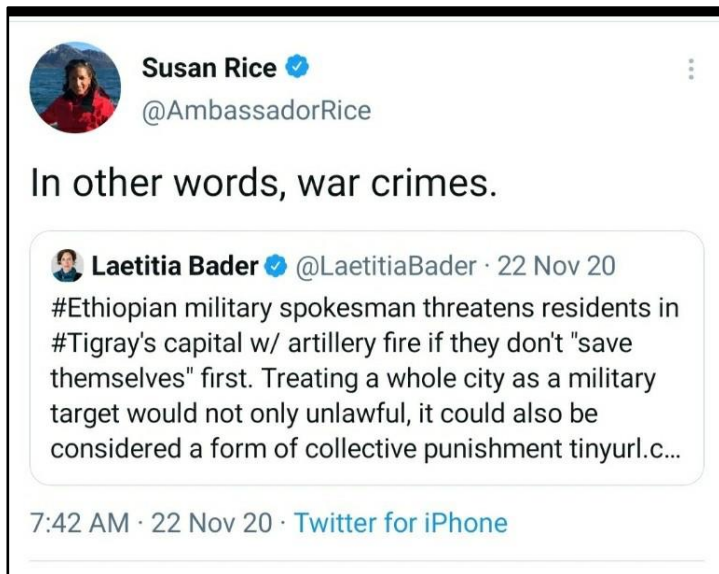 Susan Rice
@AmbassadorRice
In other words, war crimes.
Laetitia Bader @LaetitiaBader · 22 Nov 20
#Ethiopian military spokesman threatens residents in
#Tigray's capital w/ artillery fire if they don't "save
themselves" first. Treating a whole city as a military
target would not only unlawful, it could also be
considered a form of collective punishment tinyurl.c...
7:42 AM · 22 Nov 20 · Twitter for iPhone